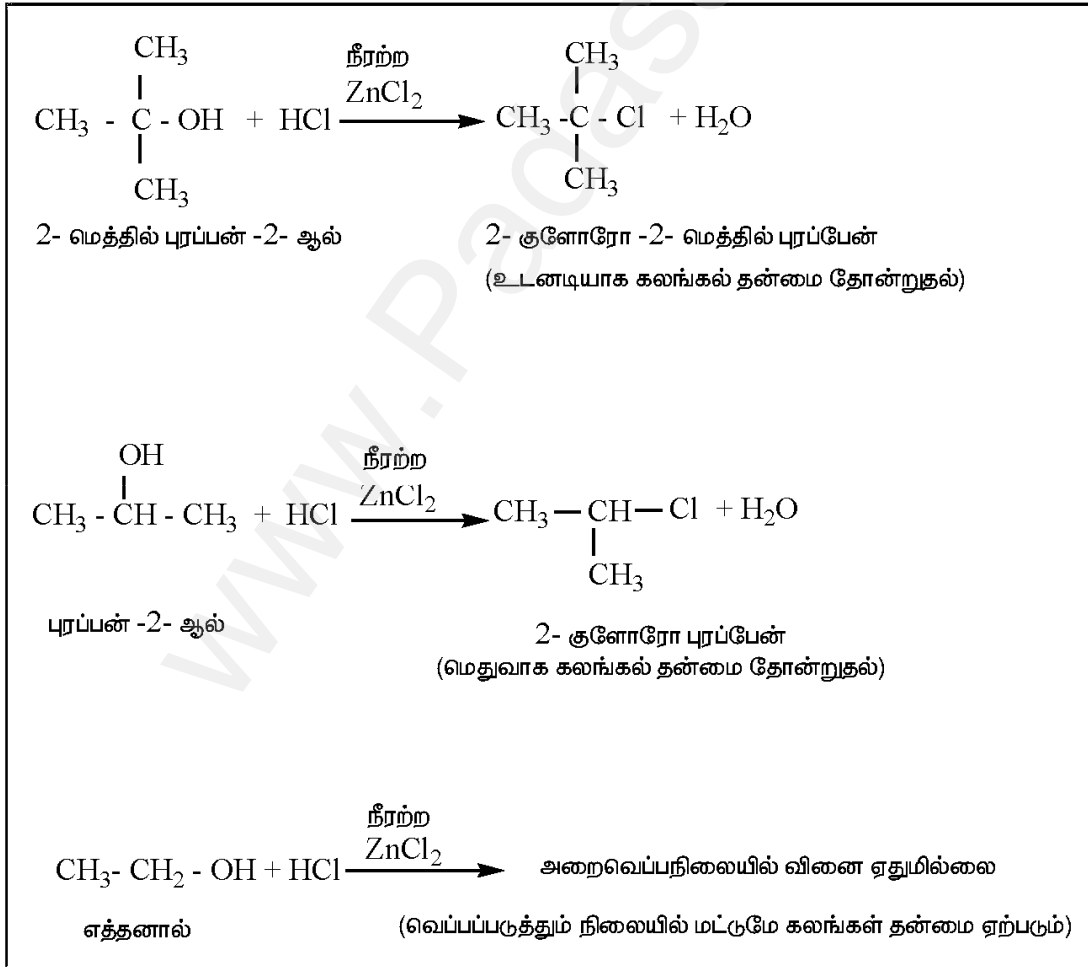 CH₃ CH₃
நீரற்ற
ZnCl₂
CH₃ - C - OH + HCl ⟶ CH₃ - C - Cl + H₂O
CH₃ CH₃
2- மெத்தில் புரப்பன் -2- ஆல் 2- குளோரோ -2- மெத்தில் புரப்பேன்
(உடனடியாக கலங்கல் தன்மை தோன்றுதல்)
OH
நீரற்ற
ZnCl₂
CH₃ - CH - CH₃ + HCl ⟶ CH₃ — CH — Cl + H₂O
CH₃
புரப்பன் -2- ஆல் 2- குளோரோ புரப்பேன்
(மெதுவாக கலங்கல் தன்மை தோன்றுதல்)
நீரற்ற
ZnCl₂
CH₃- CH₂ - OH + HCl ⟶ அறைவெப்பநிலையில் வினை ஏதுமில்லை
எத்தனால் (வெப்பப்படுத்தும் நிலையில் மட்டுமே கலங்கள் தன்மை ஏற்படும்)